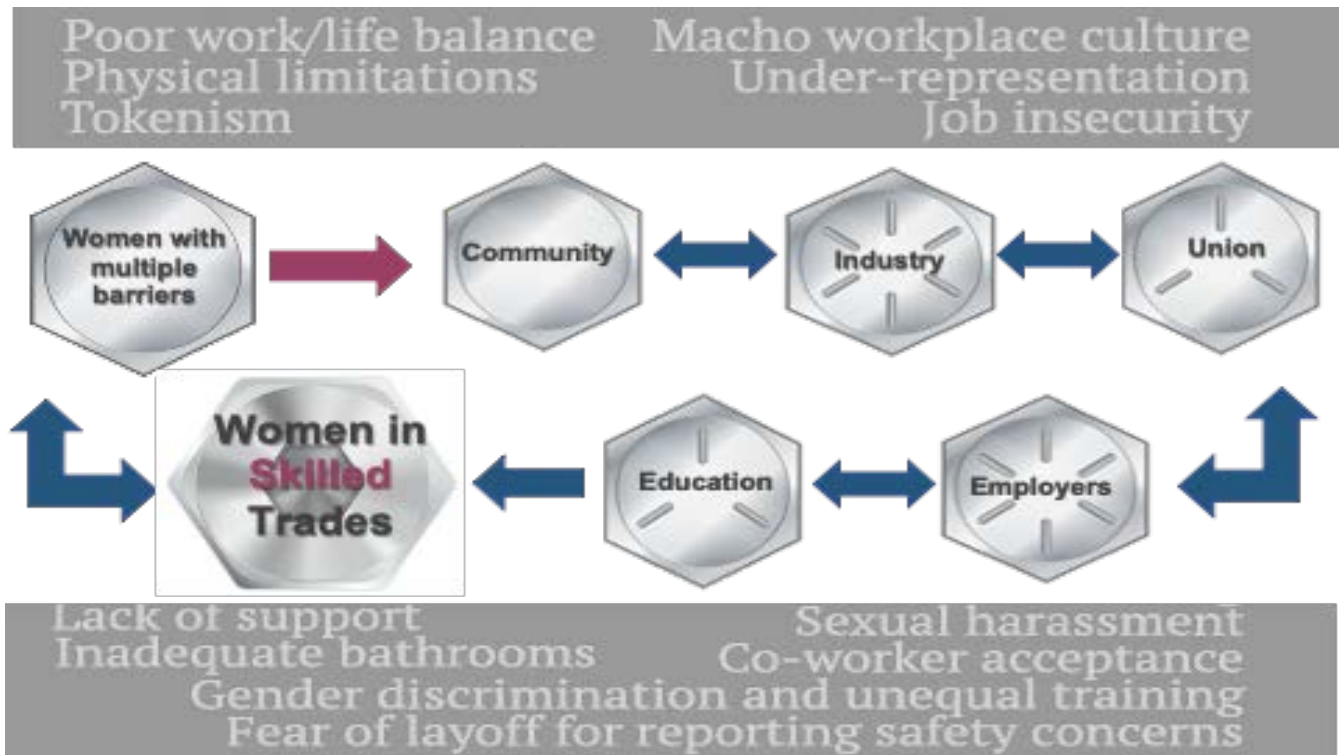 Poor work/life balance
Physical limitations
Tokenism
Macho workplace culture
Under-representation
Job insecurity
Women with
multiple
barriers
Community
Industry
Union
Women in
Skilled
Trades
Education
Employers
Lack of support
Inadequate bathrooms
Sexual harassment
Co-worker acceptance
Gender discrimination and unequal training
Fear of layoff for reporting safety concerns